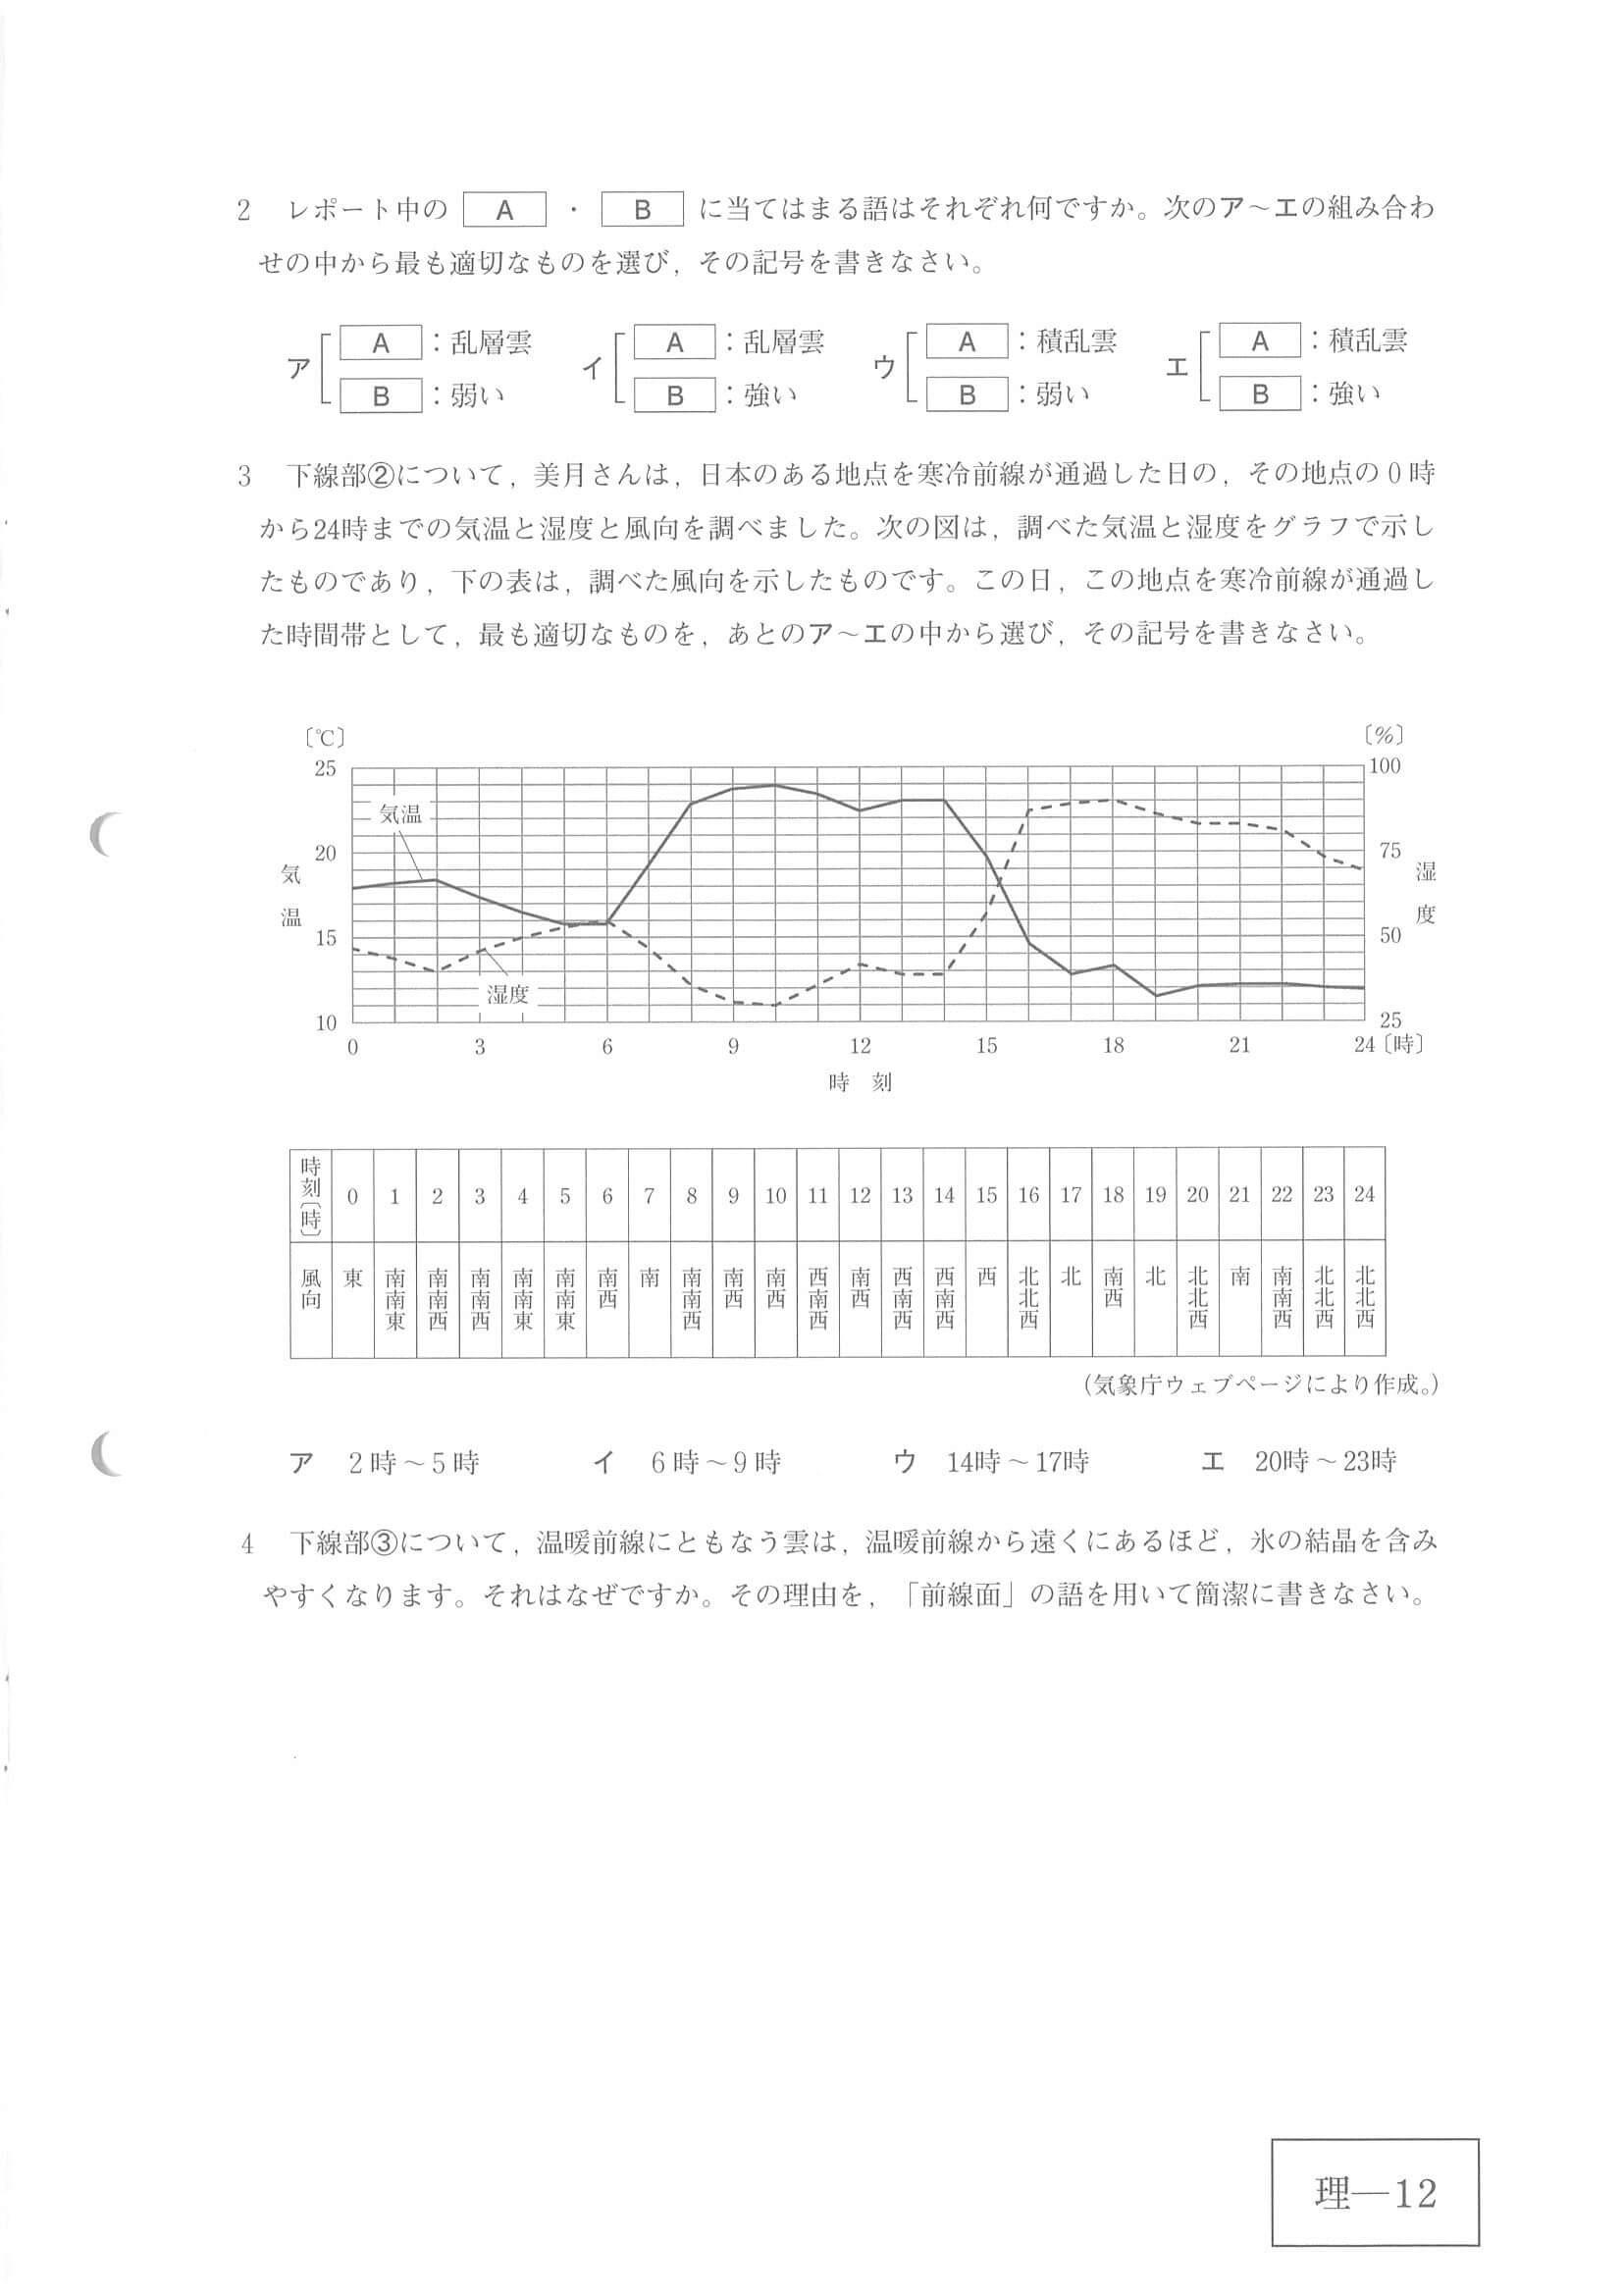 2　レポート中の A ・ B に当てはまる語はそれぞれ何ですか。次のア～エの組み合わ
せの中から最も適切なものを選び，その記号を書きなさい。
ア A ：乱層雲 B ：弱い
イ A ：乱層雲 B ：強い
ウ A ：積乱雲 B ：弱い
エ A ：積乱雲 B ：強い
3　下線部②について，美月さんは，日本のある地点を寒冷前線が通過した日の，その地点の0時
から24時までの気温と湿度と風向を調べました。次の図は，調べた気温と湿度をグラフで示し
たものであり，下の表は，調べた風向を示したものです。この日，この地点を寒冷前線が通過し
た時間帯として，最も適切なものを，あとのア～エの中から選び，その記号を書きなさい。
〔℃〕 〔％〕
25 20 15 10
気温
気温
湿度
100 75 50 25
湿度
0 3 6 9 12 15 18 21 24〔時〕
時　刻
時刻〔時〕 0 1 2 3 4 5 6 7 8 9 10 11 12 13 14 15 16 17 18 19 20 21 22 23 24
風向 東 南南東 南南西 南南西 南南東 南南東 南西 南 南南西 南西 南西 西南西 南西 西南西 西南西 西 北北西 北 南西 北 北北西 南 南南西 北北西 北北西
（気象庁ウェブページにより作成。）
ア　2時～5時　イ　6時～9時　ウ　14時～17時　エ　20時～23時
4　下線部③について，温暖前線にともなう雲は，温暖前線から遠くにあるほど，氷の結晶を含み
やすくなります。それはなぜですか。その理由を，「前線面」の語を用いて簡潔に書きなさい。
理―12